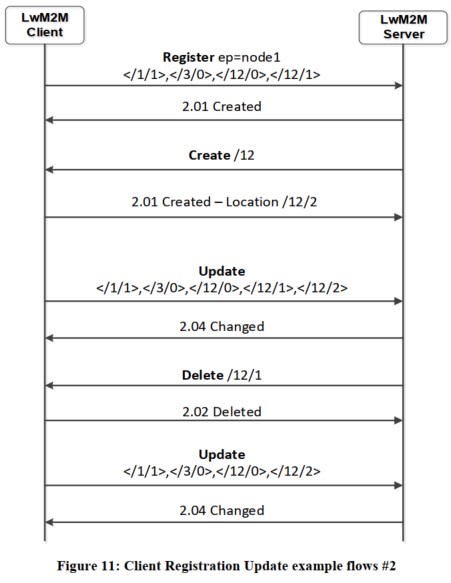 LwM2M
Client
LwM2M
Server
Register ep=node1
</1/1>,</3/0>,</12/0>,</12/1>
2.01 Created
Create /12
2.01 Created – Location /12/2
Update
</1/1>,</3/0>,</12/0>,</12/1>,</12/2>
2.04 Changed
Delete /12/1
2.02 Deleted
Update
</1/1>,</3/0>,</12/0>,</12/2>
2.04 Changed
Figure 11: Client Registration Update example flows #2